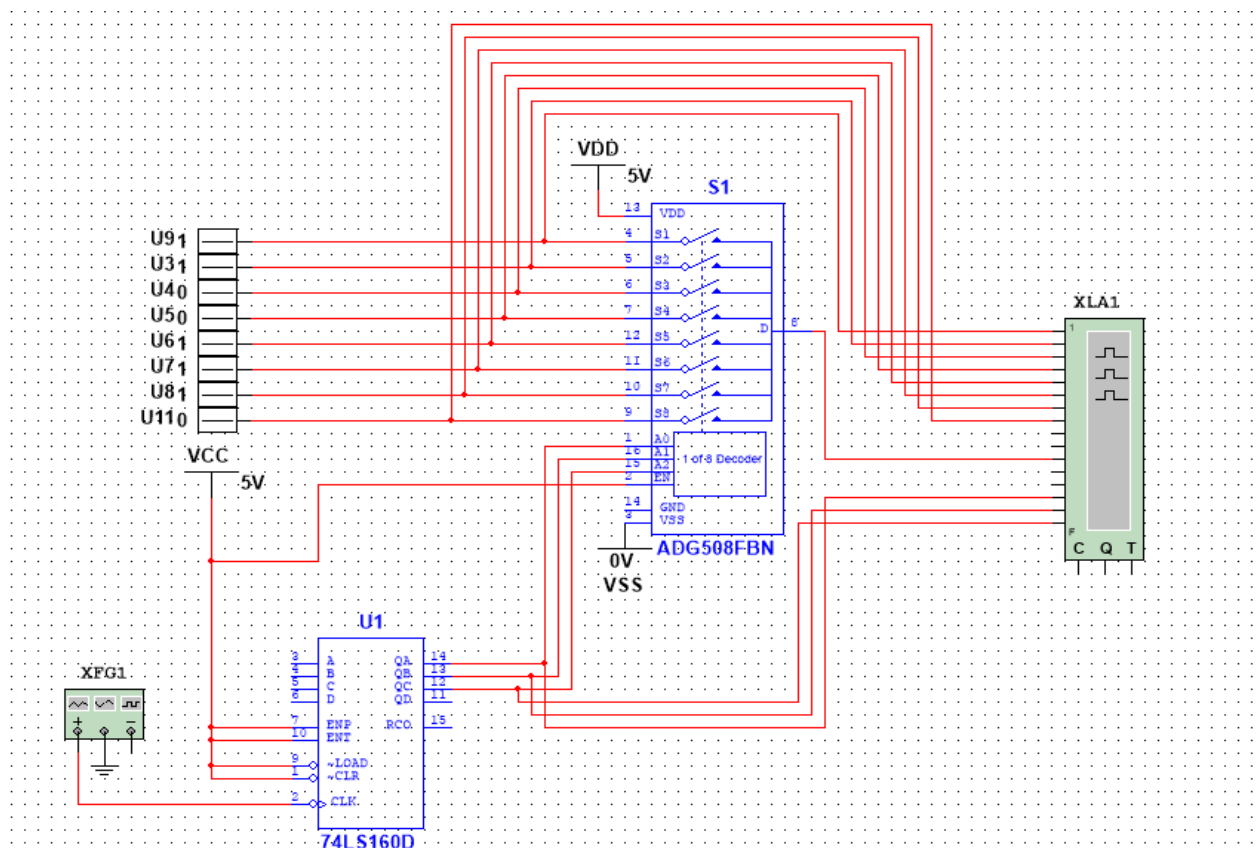 VDD
5V
S1
13 VDD
U9 1
4 S1
U3 1
5 S2
U4 0
6 S3
U5 0
7 S4
D 8
U6 1
12 S5
U7 1
11 S6
U8 1
10 S7
U11 0
9 S8
XLA1
1
F
C Q T
VCC
5V
1 A0
16 A1
15 A2
2 EN
1 of 8 Decoder
14 GND
3 VSS
ADG508FBN
0V
VSS
U1
3 A QA 14
4 B QB 13
5 C QC 12
6 D QD 11
7 ENP RCO 15
10 ENT
9 ~LOAD
1 ~CLR
2 CLK
74LS160D
XFG1
+ −